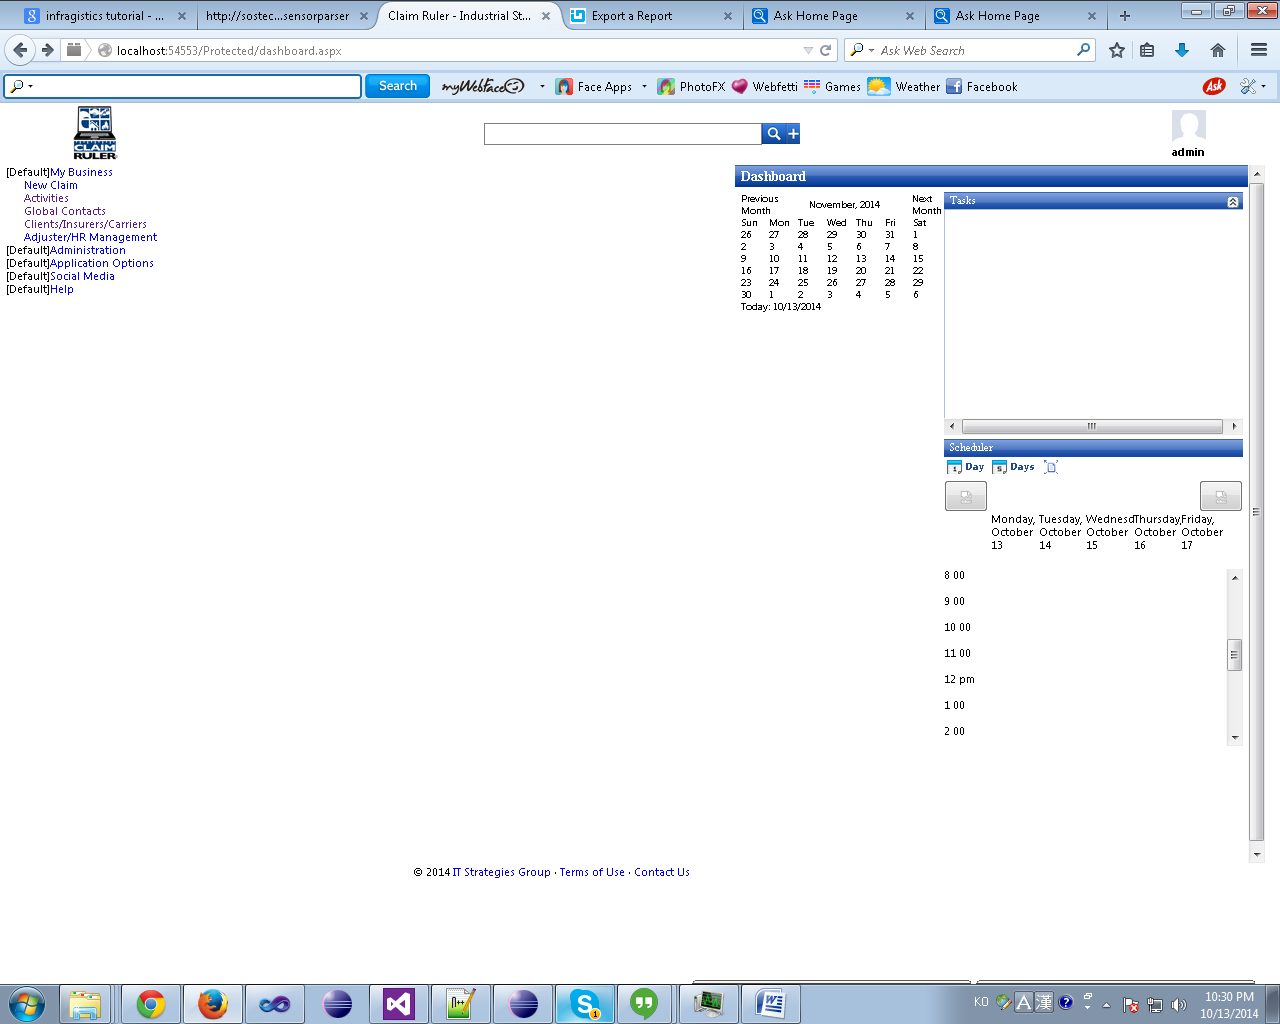 infragistics tutorial - ...
http://sostec...sensorparser
Claim Ruler - Industrial St...
Export a Report
Ask Home Page
Ask Home Page
localhost:54553/Protected/dashboard.aspx
Ask Web Search
Search
myWebFace
Face Apps
PhotoFX
Webfetti
Games
Weather
Facebook
Ask
CLAIM
RULER
admin
[Default]My Business
New Claim
Activities
Global Contacts
Clients/Insurers/Carriers
Adjuster/HR Management
[Default]Administration
[Default]Application Options
[Default]Social Media
[Default]Help
Dashboard
Previous Month November, 2014 Next Month
Sun Mon Tue Wed Thu Fri Sat
26 27 28 29 30 31 1
2 3 4 5 6 7 8
9 10 11 12 13 14 15
16 17 18 19 20 21 22
23 24 25 26 27 28 29
30 1 2 3 4 5 6
Today: 10/13/2014
Tasks
Scheduler
1 Day 5 Days
Monday, October 13
Tuesday, October 14
Wednesd October 15
Thursday, October 16
Friday, October 17
8 00
9 00
10 00
11 00
12 pm
1 00
2 00
© 2014 IT Strategies Group · Terms of Use · Contact Us
KO A 漢
10:30 PM
10/13/2014